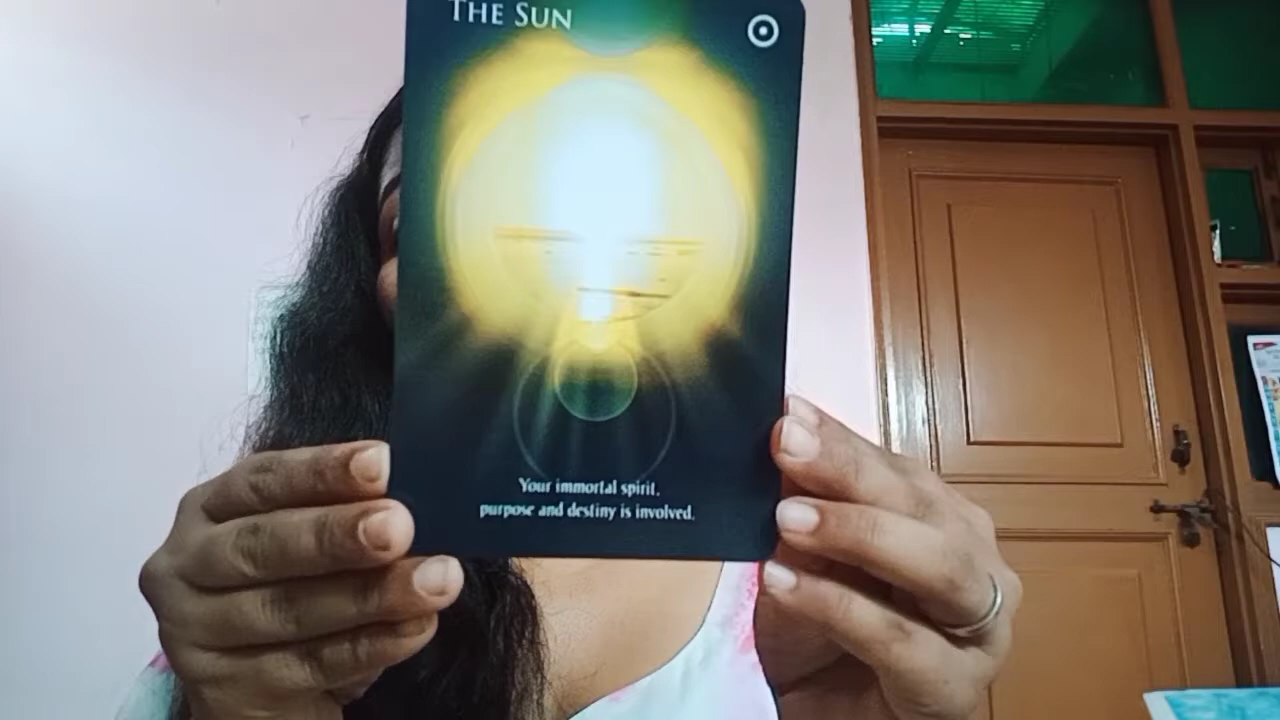 THE SUN
Your immortal spirit,
purpose and destiny is involved.